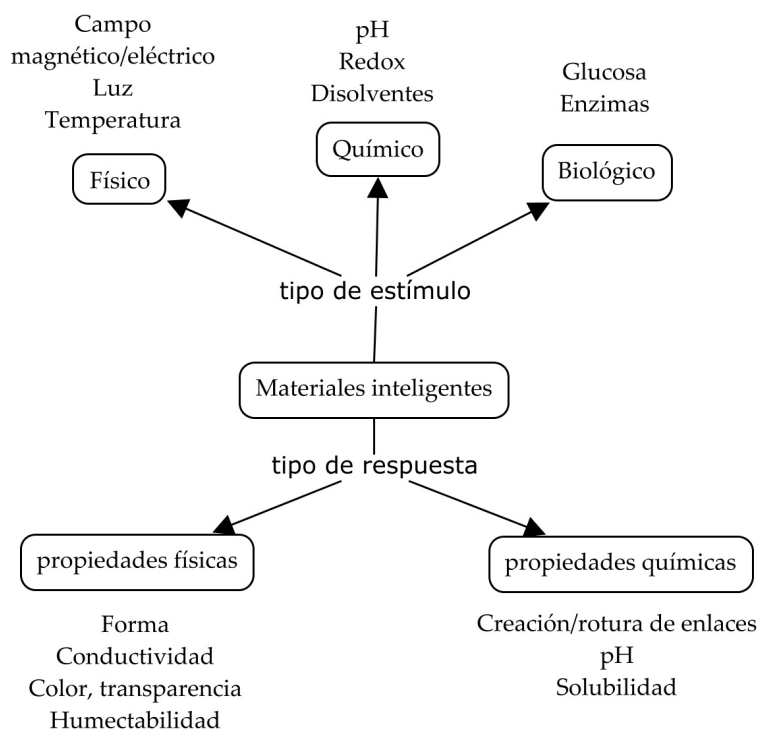 Campo
magnético/eléctrico
Luz
Temperatura
Físico
pH
Redox
Disolventes
Químico
Glucosa
Enzimas
Biológico
tipo de estímulo
Materiales inteligentes
tipo de respuesta
propiedades físicas
Forma
Conductividad
Color, transparencia
Humectabilidad
propiedades químicas
Creación/rotura de enlaces
pH
Solubilidad